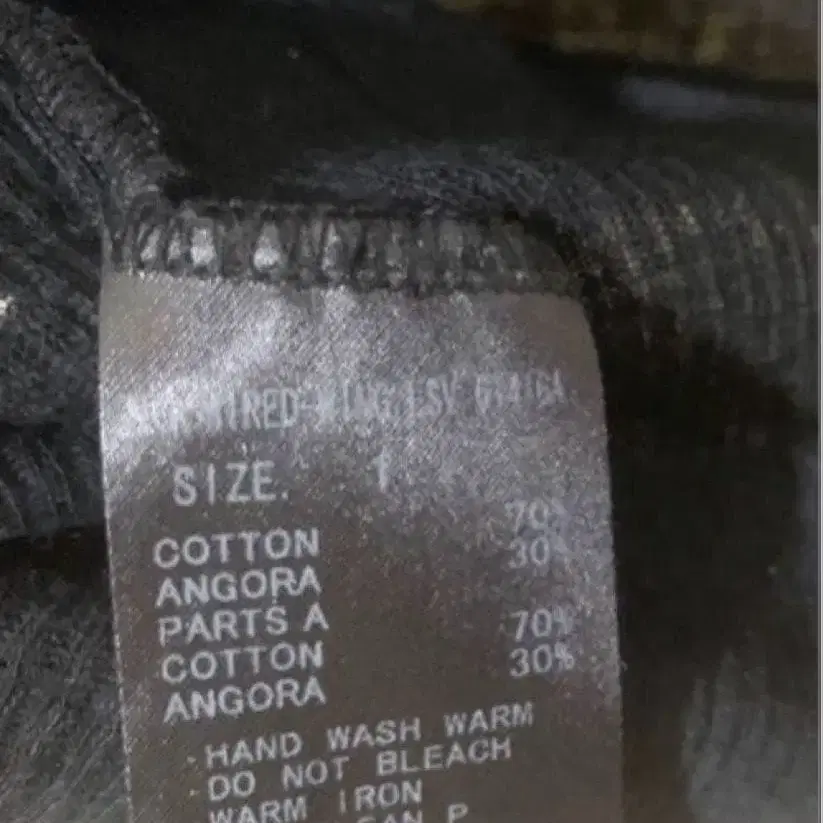 SIZE. 1
COTTON 70%
ANGORA 30%
PARTS A
COTTON 70%
ANGORA 30%
HAND WASH WARM
DO NOT BLEACH
WARM IRON
P